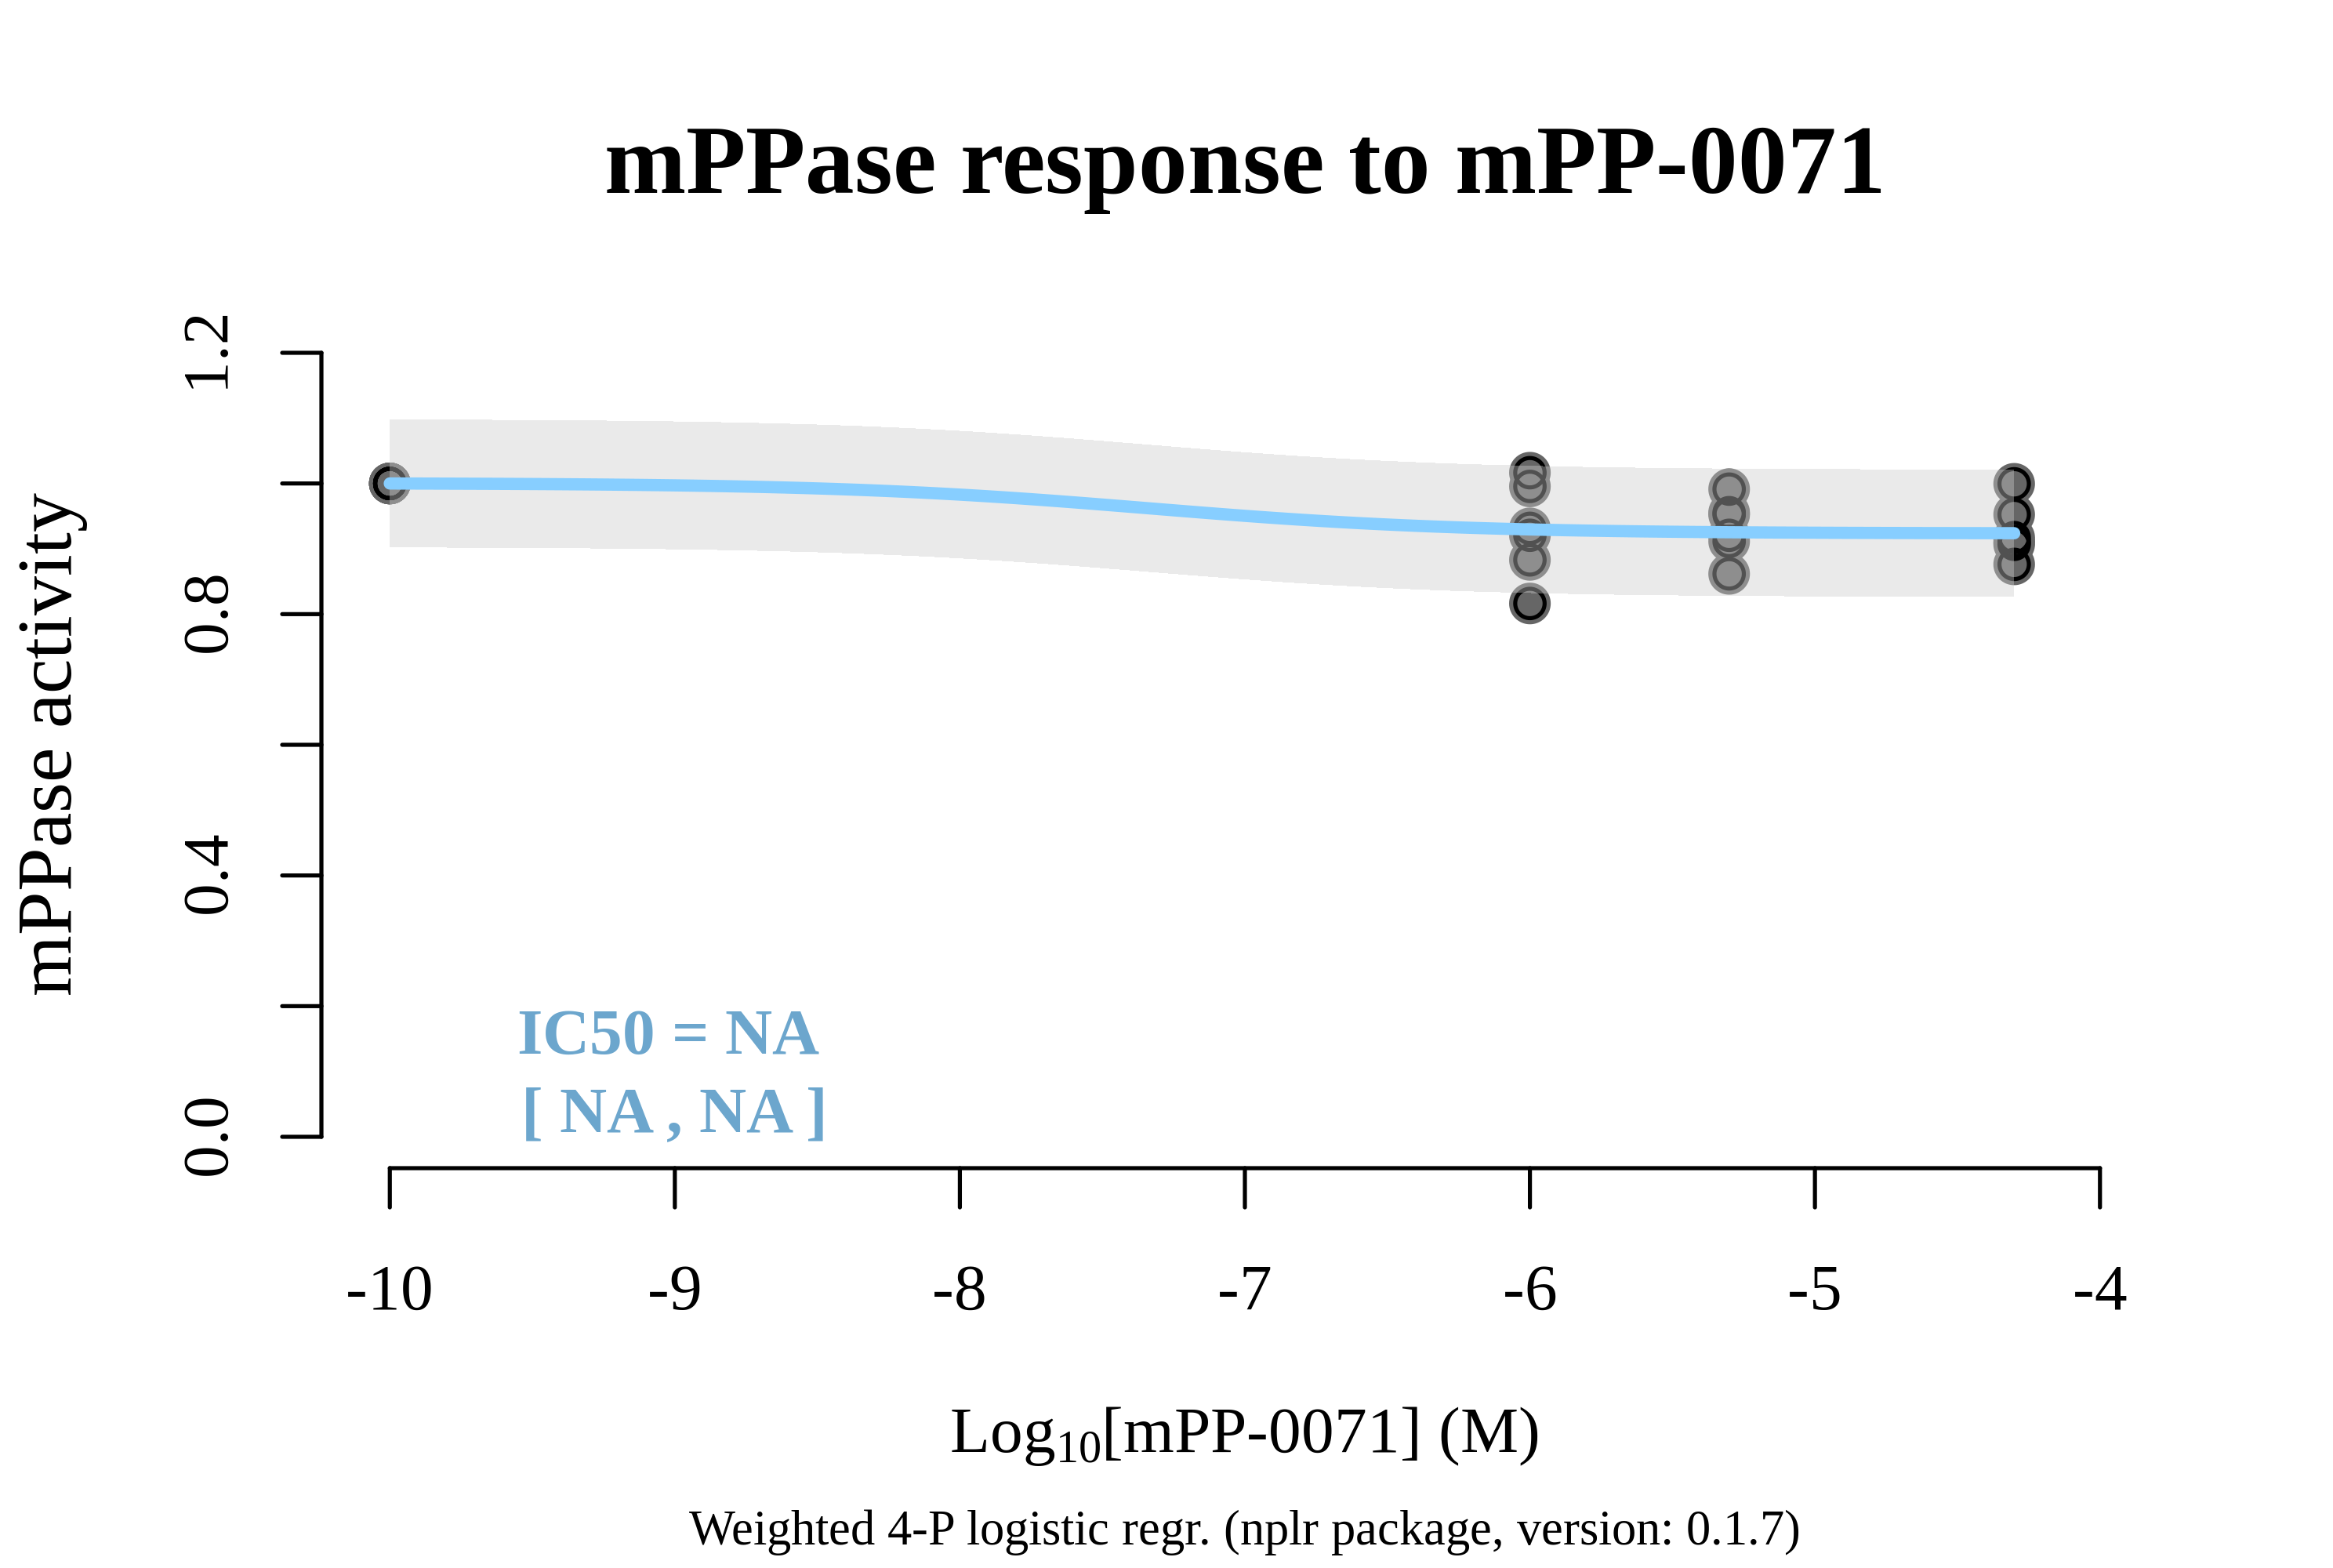 mPPase response to mPP-0071
mPPase activity
1.2
0.8
0.4
0.0
IC50 = NA
[ NA , NA ]
-10 -9 -8 -7 -6 -5 -4
Log10[mPP-0071] (M)
Weighted 4-P logistic regr. (nplr package, version: 0.1.7)